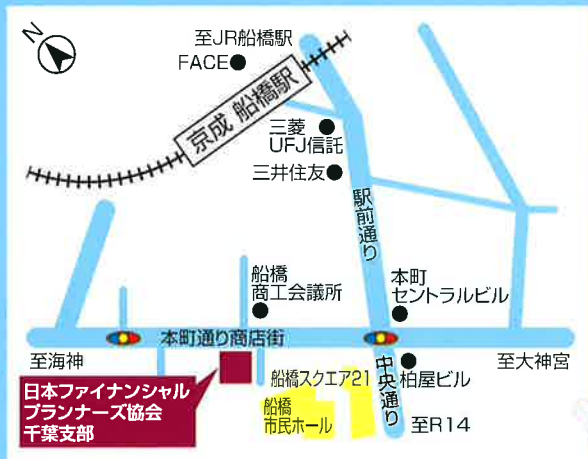 N
至JR船橋駅
FACE
京成 船橋駅
三菱
UFJ信託
三井住友
駅前通り
船橋
商工会議所
本町
セントラルビル
本町通り商店街
至海神
至大神宮
日本ファイナンシャル
プランナーズ協会
千葉支部
船橋スクエア21
船橋
市民ホール
中央通り
柏屋ビル
至R14